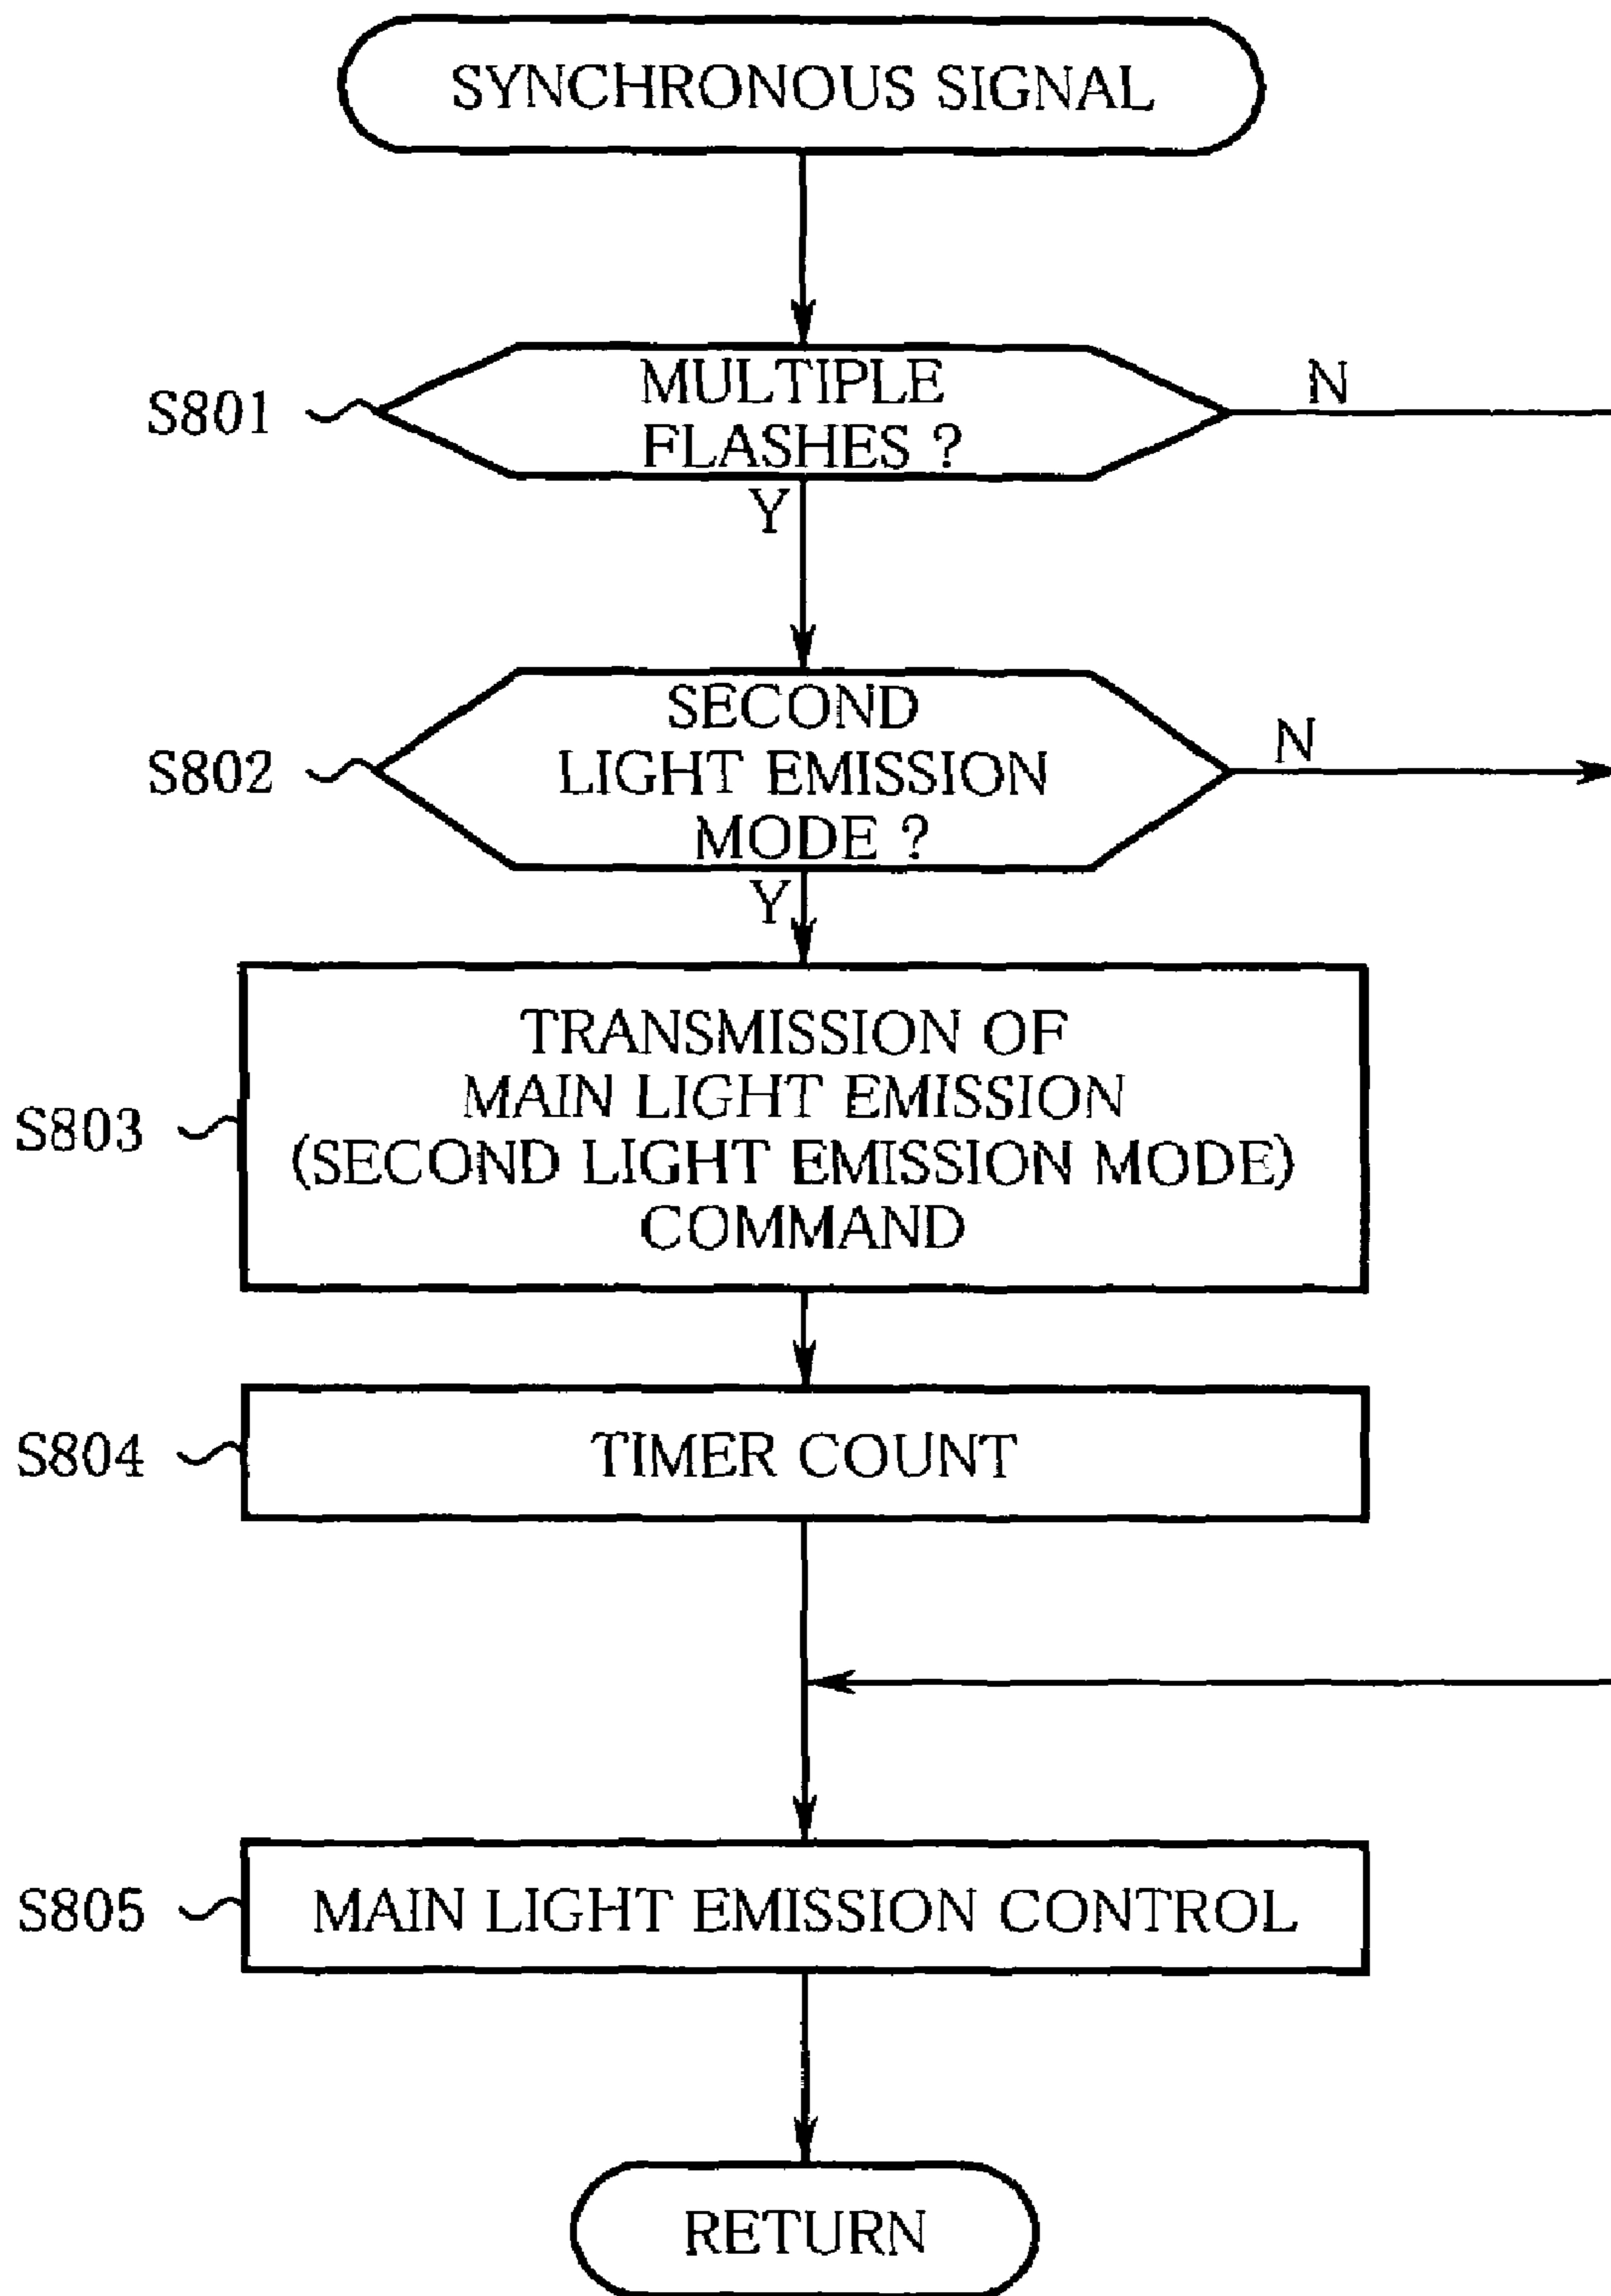 SYNCHRONOUS SIGNAL
S801
MULTIPLE
FLASHES ?
N
Y
S802
SECOND
LIGHT EMISSION
MODE ?
N
Y
S803
TRANSMISSION OF
MAIN LIGHT EMISSION
(SECOND LIGHT EMISSION MODE)
COMMAND
S804
TIMER COUNT
S805
MAIN LIGHT EMISSION CONTROL
RETURN